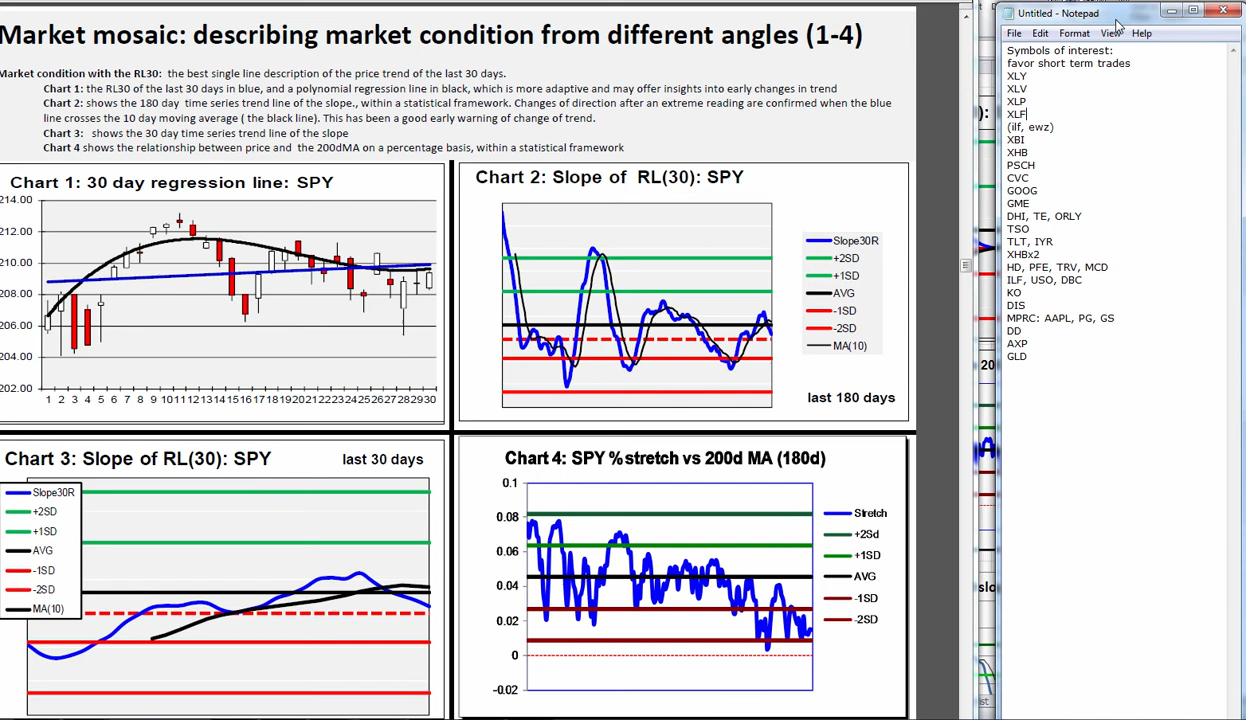 Market mosaic: describing market condition from different angles (1-4)
Market condition with the RL30: the best single line description of the price trend of the last 30 days.
Chart 1: the RL30 of the last 30 days in blue, and a polynomial regression line in black, which is more adaptive and may offer insights into early changes in trend
Chart 2: shows the 180 day time series trend line of the slope., within a statistical framework. Changes of direction after an extreme reading are confirmed when the blue
line crosses the 10 day moving average ( the black line). This has been a good early warning of change of trend.
Chart 3: shows the 30 day time series trend line of the slope
Chart 4 shows the relationship between price and the 200dMA on a percentage basis, within a statistical framework
Chart 1: 30 day regression line: SPY
214.00
212.00
210.00
208.00
206.00
204.00
202.00
1 2 3 4 5 6 7 8 9 10 11 12 13 14 15 16 17 18 19 20 21 22 23 24 25 26 27 28 29 30
Chart 2: Slope of RL(30): SPY
Slope30R
+2SD
+1SD
AVG
-1SD
-2SD
MA(10)
last 180 days
Chart 3: Slope of RL(30): SPY
last 30 days
Slope30R
+2SD
+1SD
AVG
-1SD
-2SD
MA(10)
Chart 4: SPY %stretch vs 200d MA (180d)
0.1
0.08
0.06
0.04
0.02
0
-0.02
Stretch
+2Sd
+1SD
AVG
-1SD
-2SD
Untitled - Notepad
File Edit Format View Help
Symbols of interest:
favor short term trades
XLY
XLV
XLP
XLF
(ilf, ewz)
XBI
XHB
PSCH
CVC
GOOG
GME
DHI, TE, ORLY
TSO
TLT, IYR
XHBx2
HD, PFE, TRV, MCD
ILF, USO, DBC
KO
DIS
MPRC: AAPL, PG, GS
DD
AXP
GLD
20